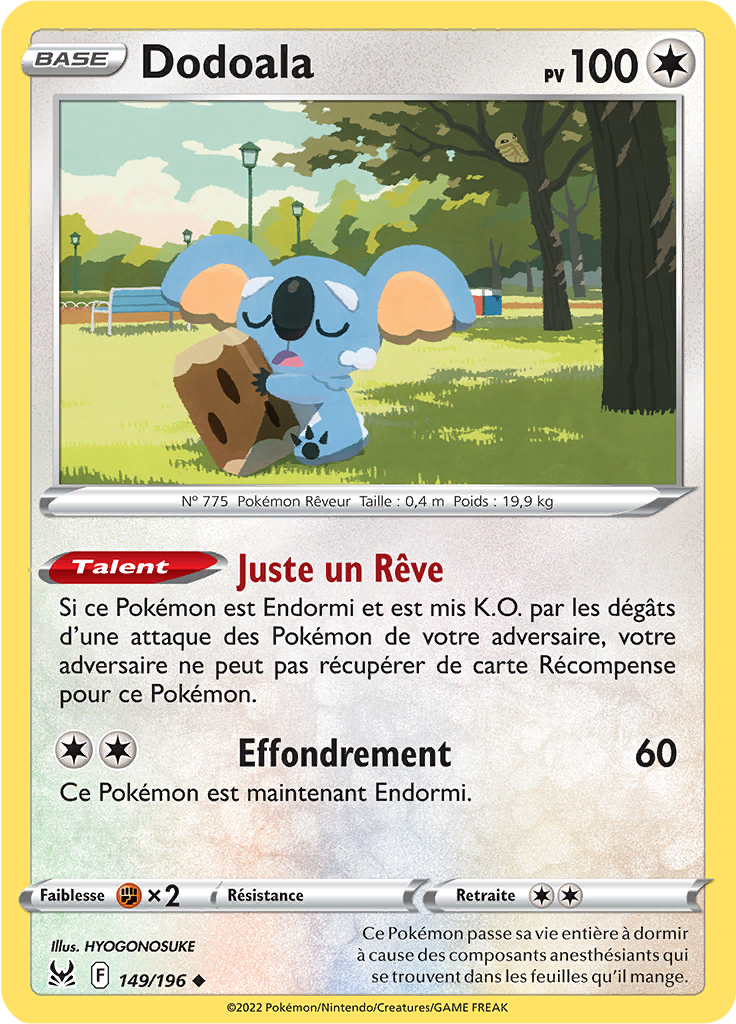 BASE Dodoala PV 100
N° 775 Pokémon Rêveur Taille : 0,4 m Poids : 19,9 kg
Talent Juste un Rêve
Si ce Pokémon est Endormi et est mis K.O. par les dégâts
d'une attaque des Pokémon de votre adversaire, votre
adversaire ne peut pas récupérer de carte Récompense
pour ce Pokémon.
Effondrement 60
Ce Pokémon est maintenant Endormi.
Faiblesse ×2 Résistance Retraite
Illus. HYOGONOSUKE
F 149/196
Ce Pokémon passe sa vie entière à dormir
à cause des composants anesthésiants qui
se trouvent dans les feuilles qu'il mange.
©2022 Pokémon/Nintendo/Creatures/GAME FREAK